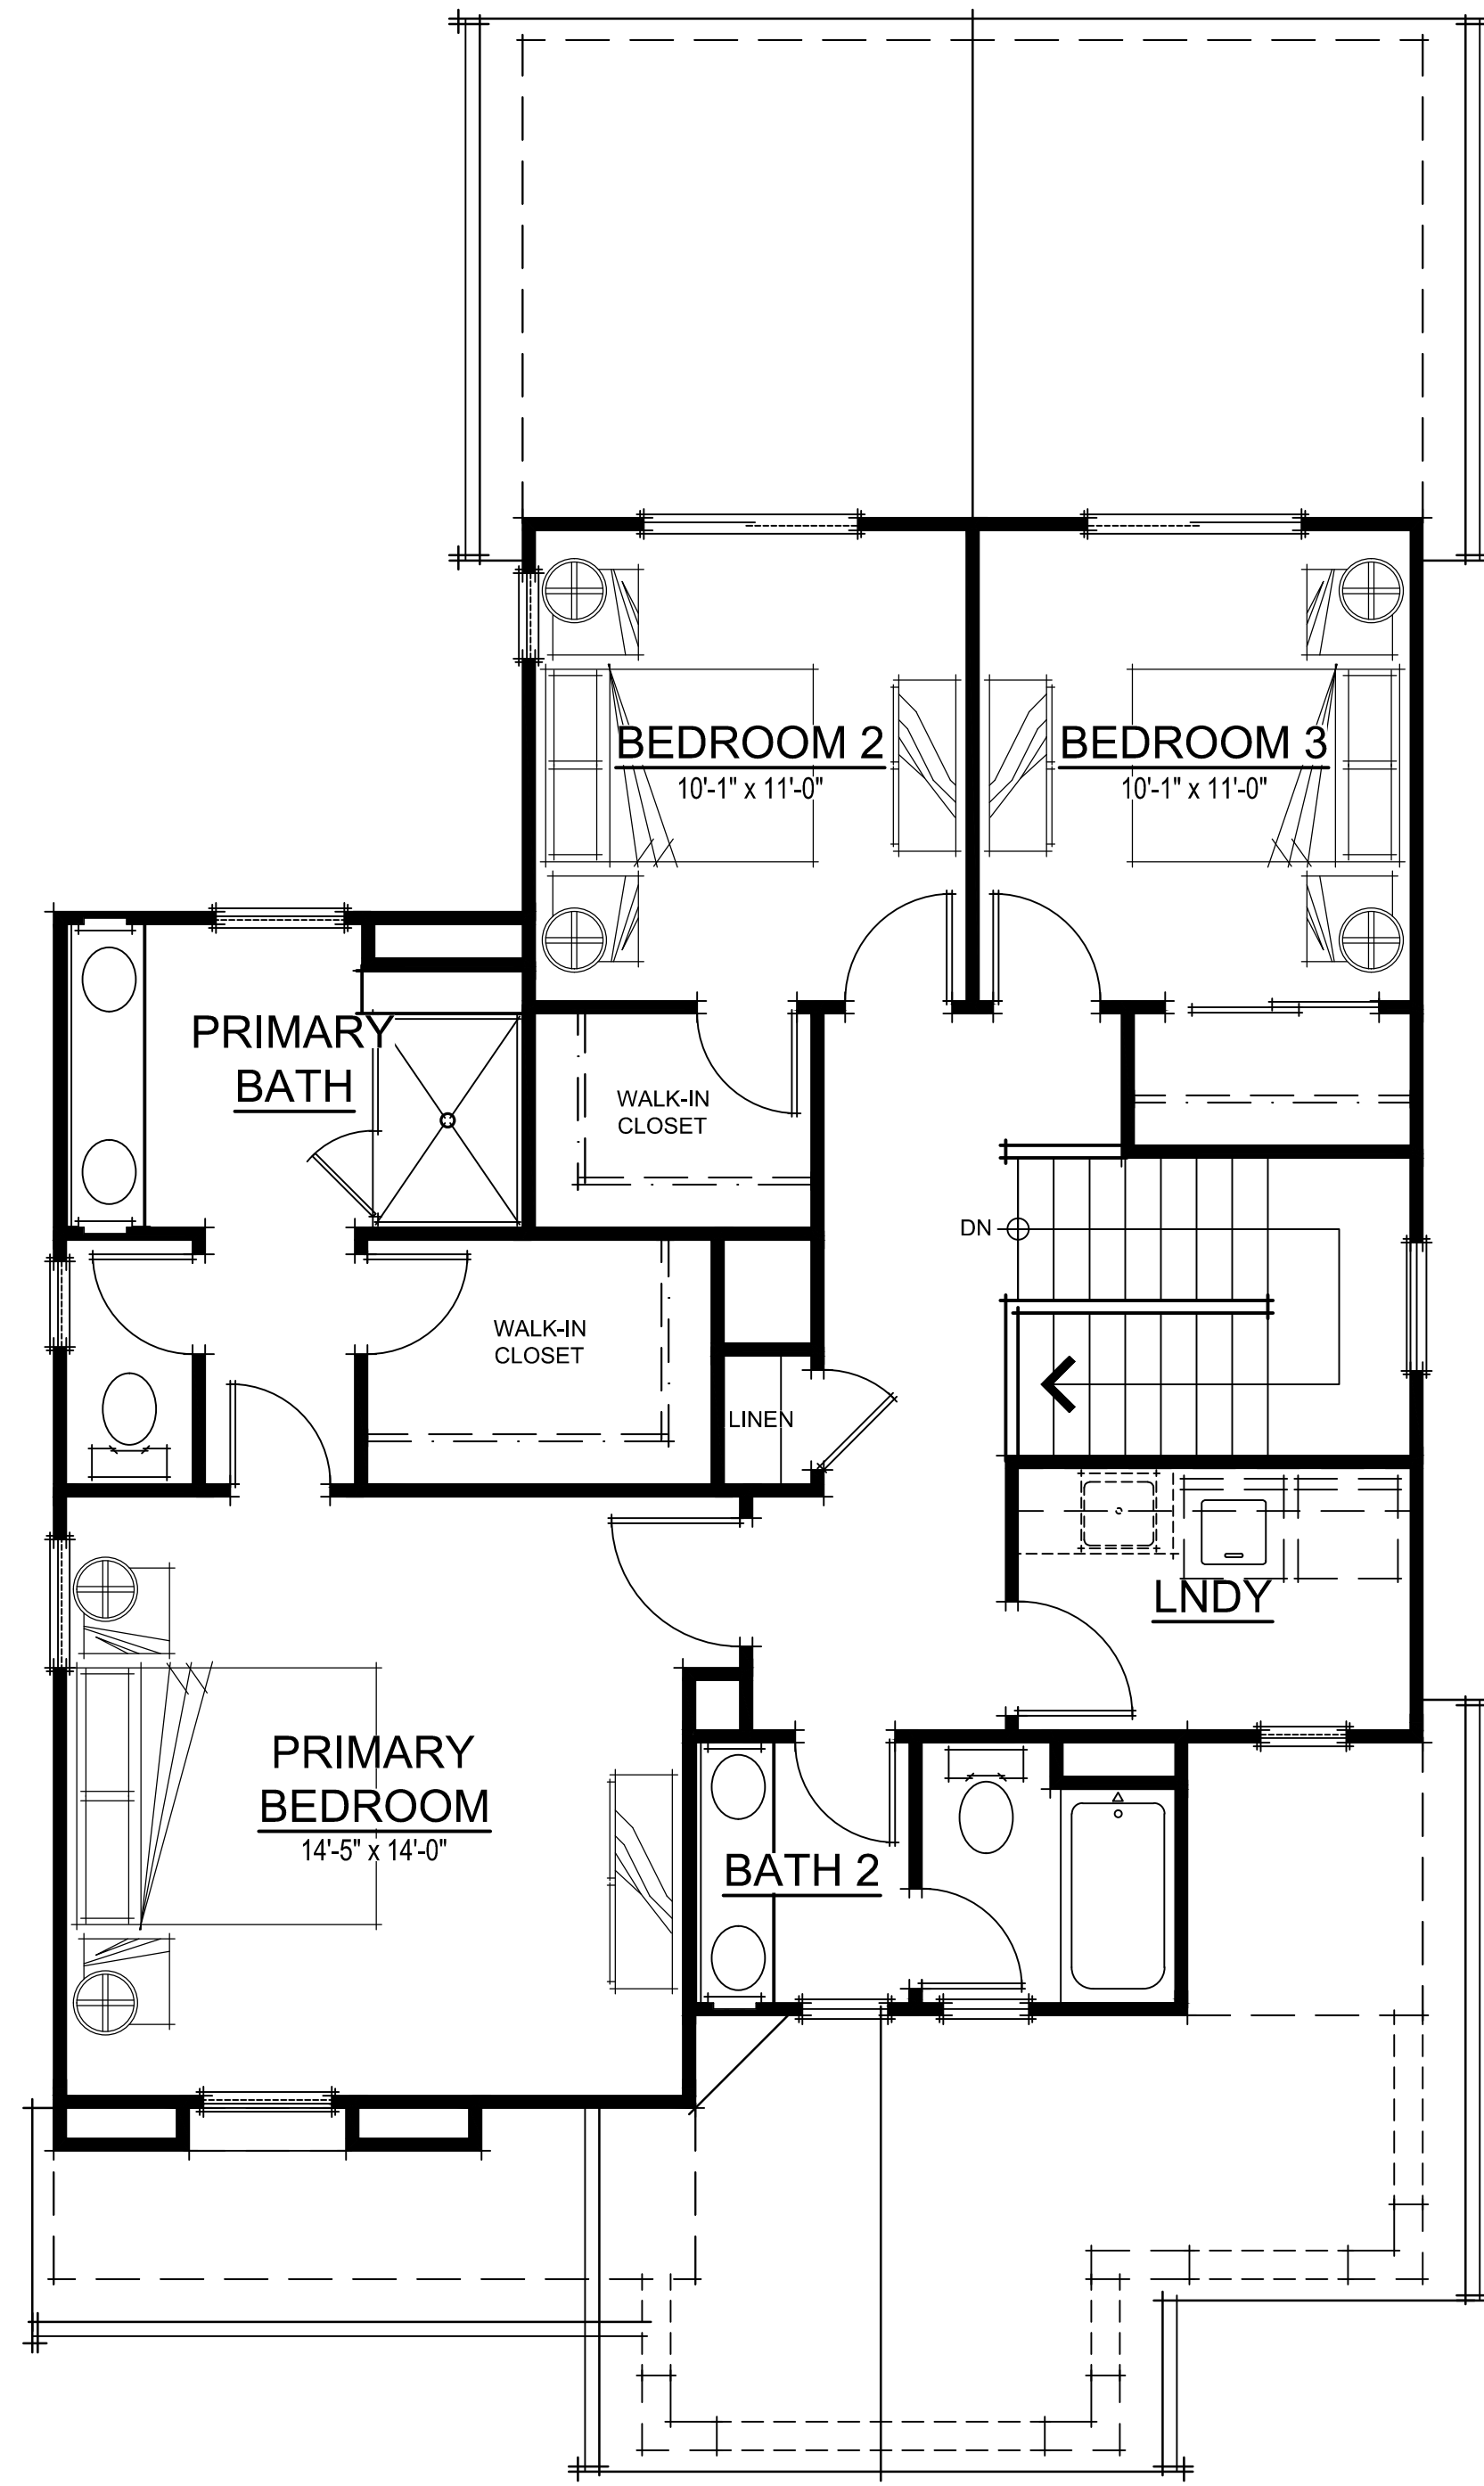 BEDROOM 2
10'-1" x 11'-0"
BEDROOM 3
10'-1" x 11'-0"
PRIMARY
BATH
WALK-IN
CLOSET
DN
WALK-IN
CLOSET
LINEN
LNDY
PRIMARY
BEDROOM
14'-5" x 14'-0"
BATH 2